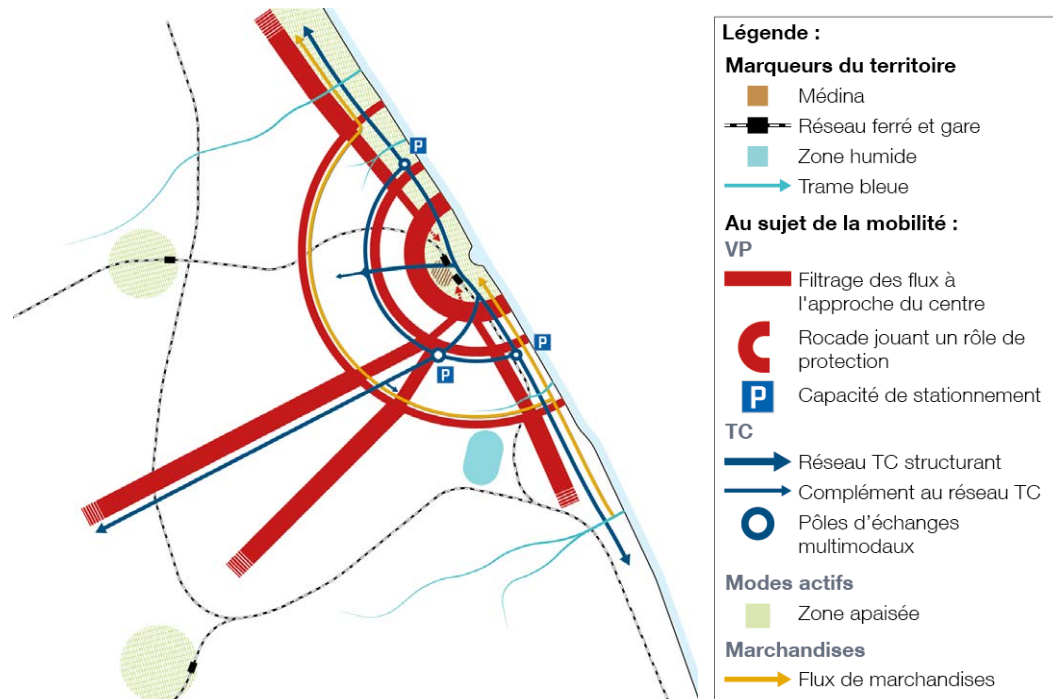 P
P
P
Légende :
Marqueurs du territoire
Médina
Réseau ferré et gare
Zone humide
Trame bleue
Au sujet de la mobilité :
VP
Filtrage des flux à
l'approche du centre
Rocade jouant un rôle de
protection
P
Capacité de stationnement
TC
Réseau TC structurant
Complément au réseau TC
Pôles d'échanges
multimodaux
Modes actifs
Zone apaisée
Marchandises
Flux de marchandises